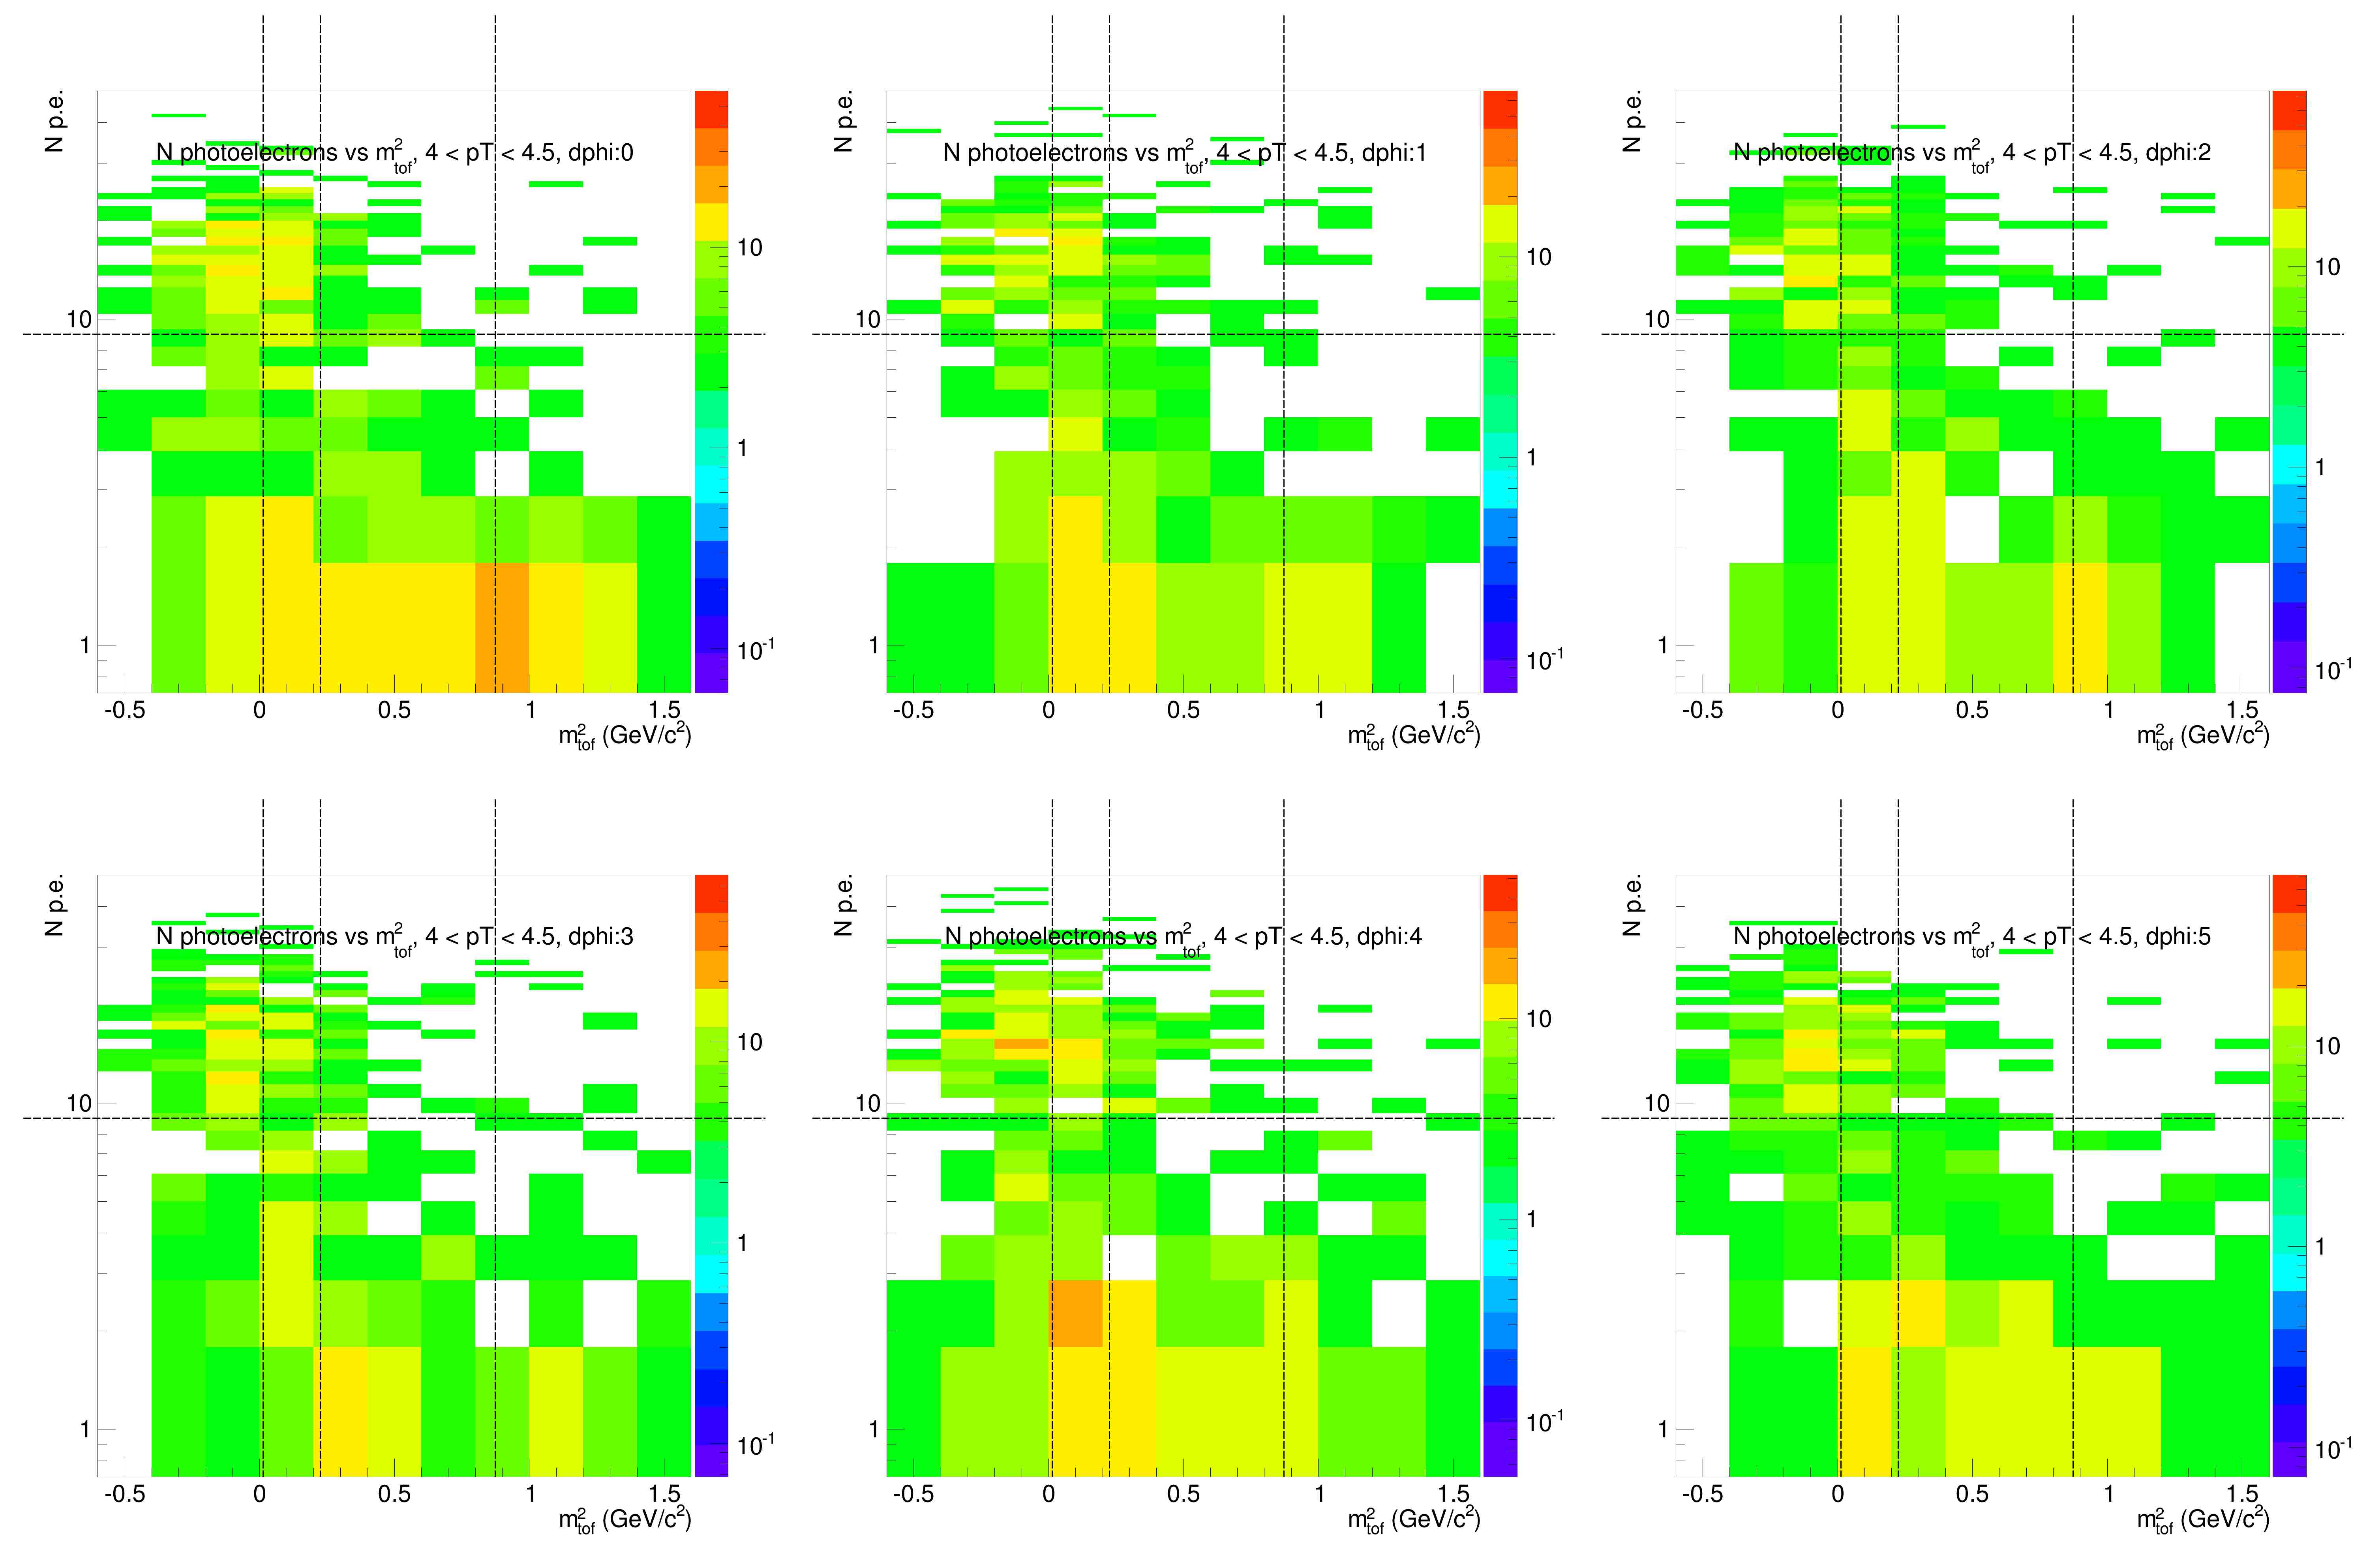 N photoelectrons vs m²tof, 4 < pT < 4.5, dphi:0
N p.e.
10
1
-0.5 0 0.5 1 1.5
m²tof (GeV/c²)
10
1
10⁻¹
N photoelectrons vs m²tof, 4 < pT < 4.5, dphi:1
N p.e.
10
1
-0.5 0 0.5 1 1.5
m²tof (GeV/c²)
10
1
10⁻¹
N photoelectrons vs m²tof, 4 < pT < 4.5, dphi:2
N p.e.
10
1
-0.5 0 0.5 1 1.5
m²tof (GeV/c²)
10
1
10⁻¹
N photoelectrons vs m²tof, 4 < pT < 4.5, dphi:3
N p.e.
10
1
-0.5 0 0.5 1 1.5
m²tof (GeV/c²)
10
1
10⁻¹
N photoelectrons vs m²tof, 4 < pT < 4.5, dphi:4
N p.e.
10
1
-0.5 0 0.5 1 1.5
m²tof (GeV/c²)
10
1
10⁻¹
N photoelectrons vs m²tof, 4 < pT < 4.5, dphi:5
N p.e.
10
1
-0.5 0 0.5 1 1.5
m²tof (GeV/c²)
10
1
10⁻¹